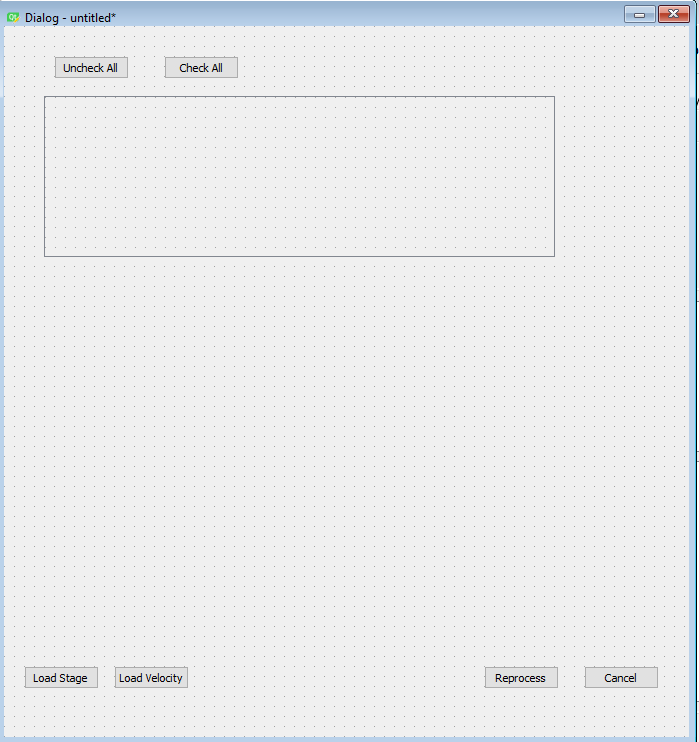 Dialog - untitled*
Uncheck All Check All
Load Stage Load Velocity Reprocess Cancel